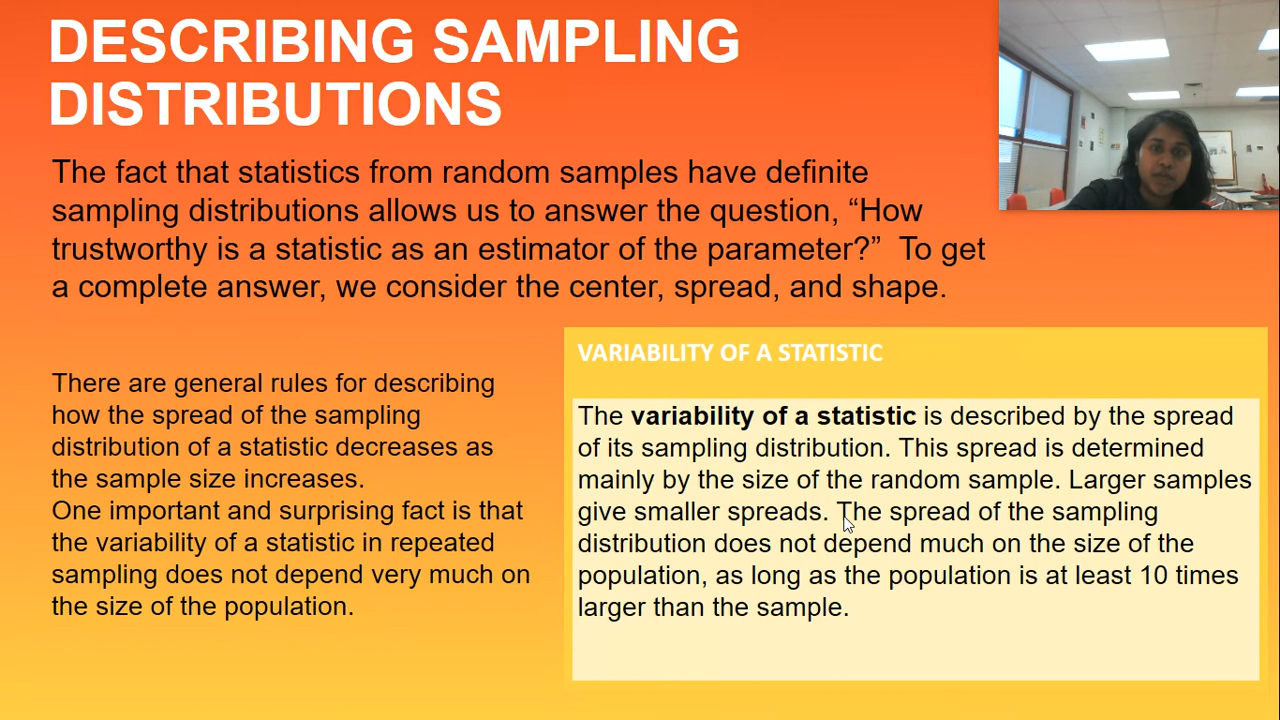 DESCRIBING SAMPLING
DISTRIBUTIONS
The fact that statistics from random samples have definite
sampling distributions allows us to answer the question, “How
trustworthy is a statistic as an estimator of the parameter?”  To get
a complete answer, we consider the center, spread, and shape.
There are general rules for describing
how the spread of the sampling
distribution of a statistic decreases as
the sample size increases.
One important and surprising fact is that
the variability of a statistic in repeated
sampling does not depend very much on
the size of the population.
VARIABILITY OF A STATISTIC
The variability of a statistic is described by the spread
of its sampling distribution. This spread is determined
mainly by the size of the random sample. Larger samples
give smaller spreads. The spread of the sampling
distribution does not depend much on the size of the
population, as long as the population is at least 10 times
larger than the sample.